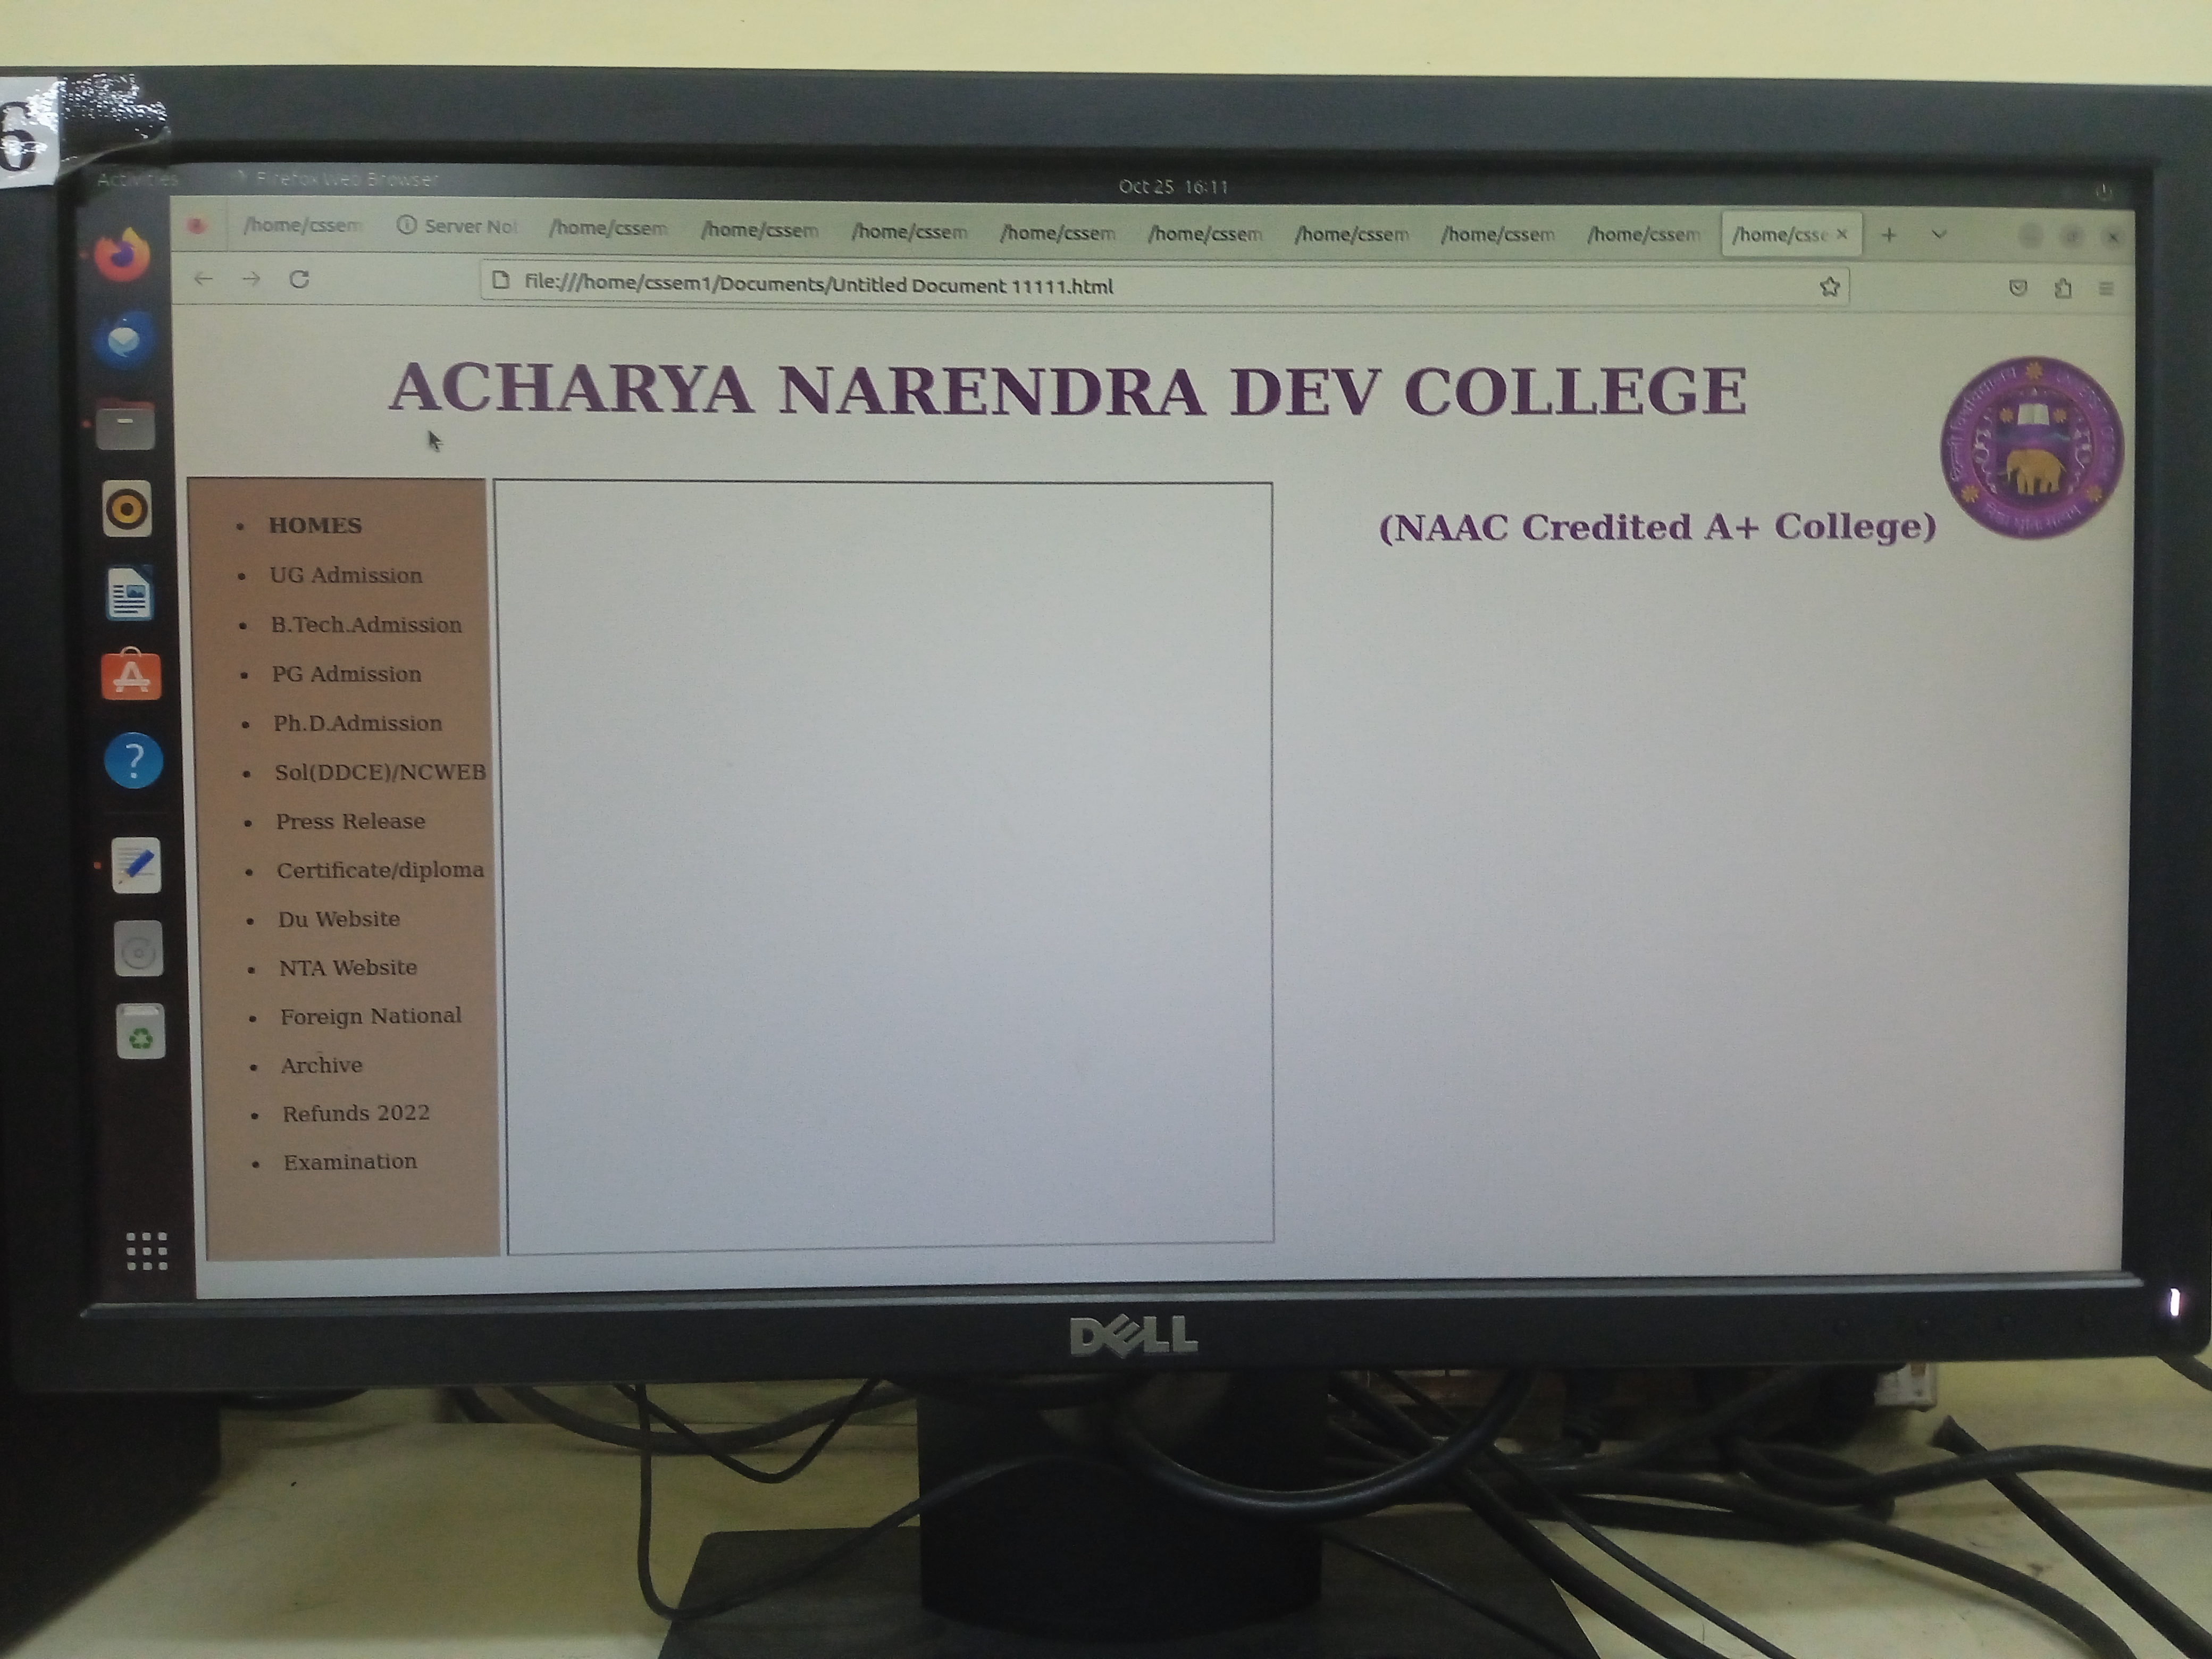 6
Activities Firefox Web Browser Oct 25 16:11
/home/cssem Server Not /home/cssem /home/cssem /home/cssem /home/cssem /home/cssem /home/cssem /home/cssem /home/cssem /home/csse
file:///home/cssem1/Documents/Untitled Document 11111.html
ACHARYA NARENDRA DEV COLLEGE
(NAAC Credited A+ College)
• HOMES
• UG Admission
• B.Tech.Admission
• PG Admission
• Ph.D.Admission
• Sol(DDCE)/NCWEB
• Press Release
• Certificate/diploma
• Du Website
• NTA Website
• Foreign National
• Archive
• Refunds 2022
• Examination
DELL